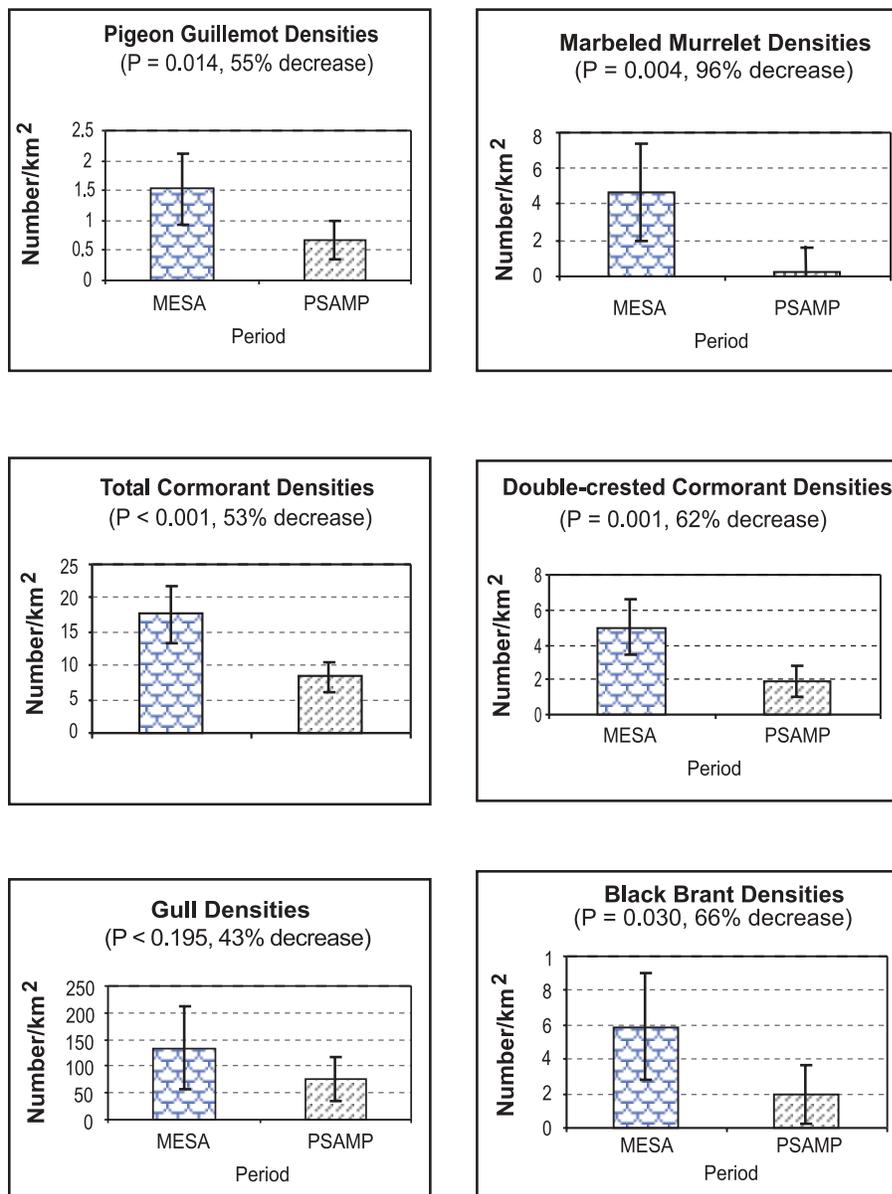 Pigeon Guillemot Densities
(P = 0.014, 55% decrease)
Number/km²
2.5
2
1.5
1
0.5
0
MESA
PSAMP
Period
Marbeled Murrelet Densities
(P = 0.004, 96% decrease)
Number/km²
8
6
4
2
0
MESA
PSAMP
Period
Total Cormorant Densities
(P < 0.001, 53% decrease)
Number/km²
25
20
15
10
5
0
Double-crested Cormorant Densities
(P = 0.001, 62% decrease)
Number/km²
8
6
4
2
0
MESA
PSAMP
Period
Gull Densities
(P < 0.195, 43% decrease)
Number/km²
250
200
150
100
50
0
MESA
PSAMP
Period
Black Brant Densities
(P = 0.030, 66% decrease)
Number/km²
1
8
6
4
2
0
MESA
PSAMP
Period